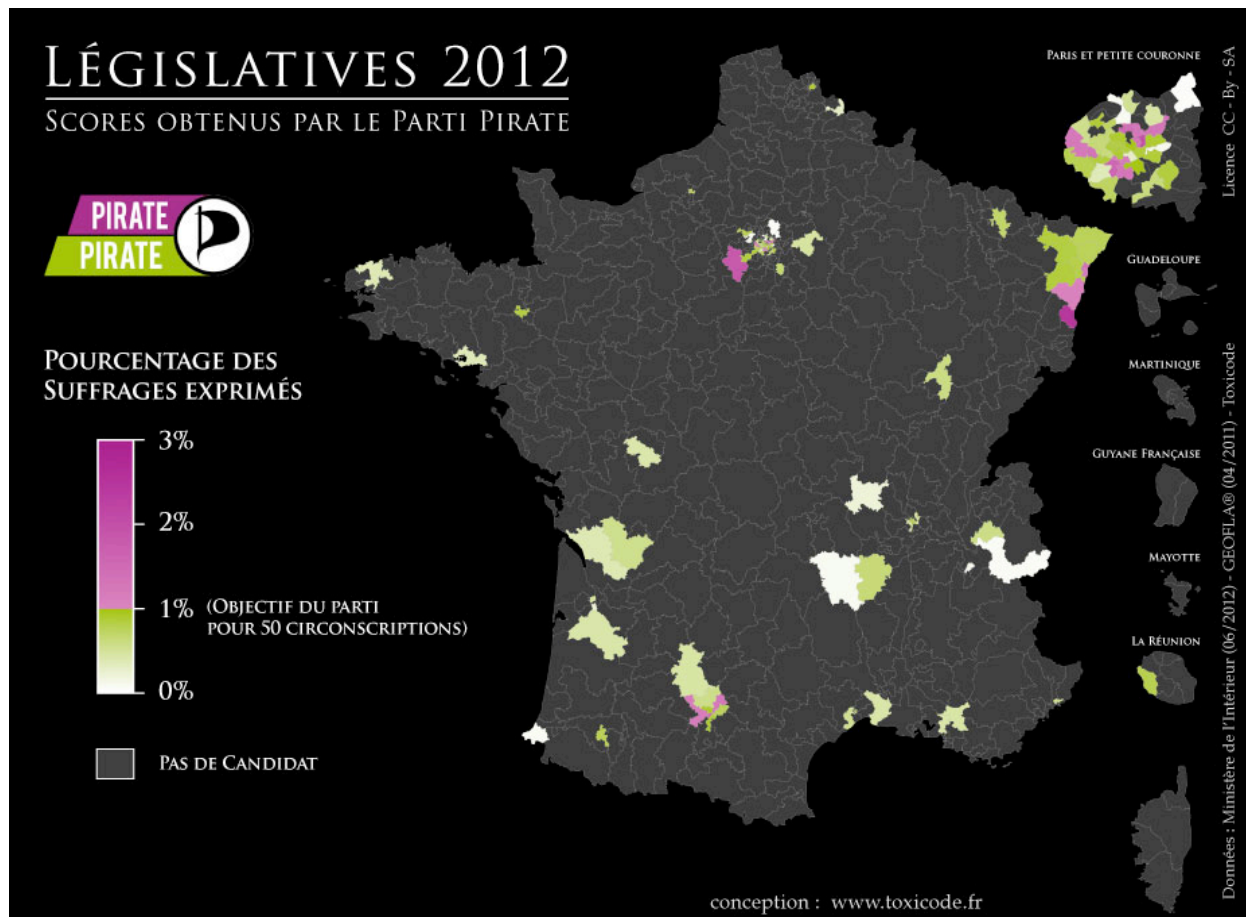 Législatives 2012
Scores obtenus par le Parti Pirate
PIRATE
PIRATE
Pourcentage des
Suffrages exprimés
3%
2%
1%
(Objectif du parti
pour 50 circonscriptions)
0%
Pas de Candidat
Paris et petite couronne
Guadeloupe
Martinique
Guyane Française
Mayotte
La Réunion
Licence CC - By - SA
Données : Ministère de l'Intérieur (06/2012) - GEOFLA® (04/2011) - Toxicode
conception : www.toxicode.fr